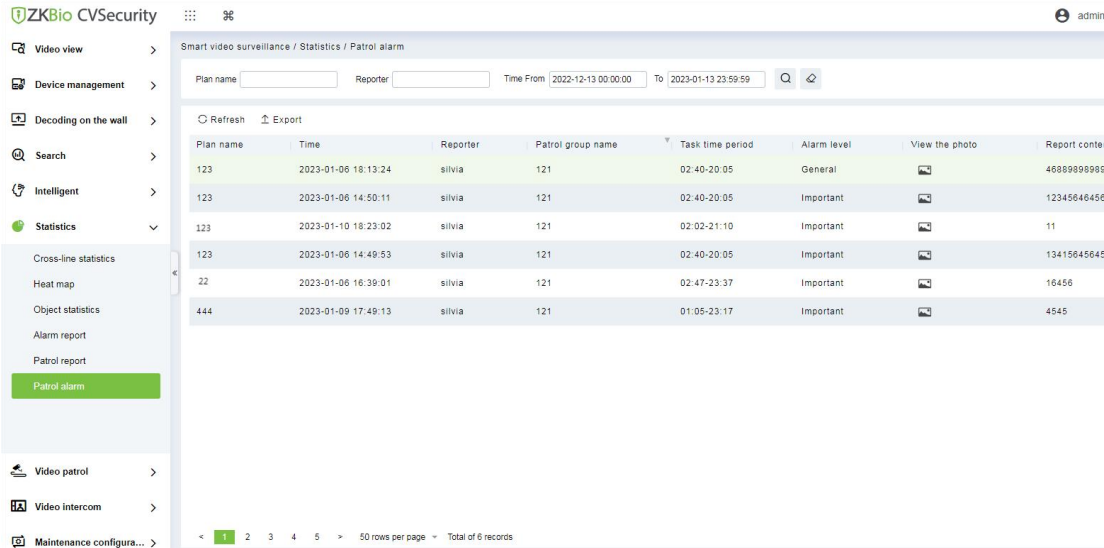 ZKBio CVSecurity
admin
Video view
Device management
Decoding on the wall
Search
Intelligent
Statistics
Cross-line statistics
Heat map
Object statistics
Alarm report
Patrol report
Patrol alarm
Video patrol
Video intercom
Maintenance configura...
Smart video surveillance / Statistics / Patrol alarm
Plan name Reporter Time From 2022-12-13 00:00:00 To 2023-01-13 23:59:59
Refresh Export
Plan name Time Reporter Patrol group name Task time period Alarm level View the photo Report conte
123 2023-01-06 18:13:24 silvia 121 02:40-20:05 General 46889898989
123 2023-01-06 14:50:11 silvia 121 02:40-20:05 Important 1234564645
123 2023-01-10 18:23:02 silvia 121 02:02-21:10 Important 11
123 2023-01-06 14:49:53 silvia 121 02:40-20:05 Important 13415645645
22 2023-01-06 16:39:01 silvia 121 02:47-23:37 Important 16456
444 2023-01-09 17:49:13 silvia 121 01:05-23:17 Important 4545
< 1 2 3 4 5 > 50 rows per page Total of 6 records